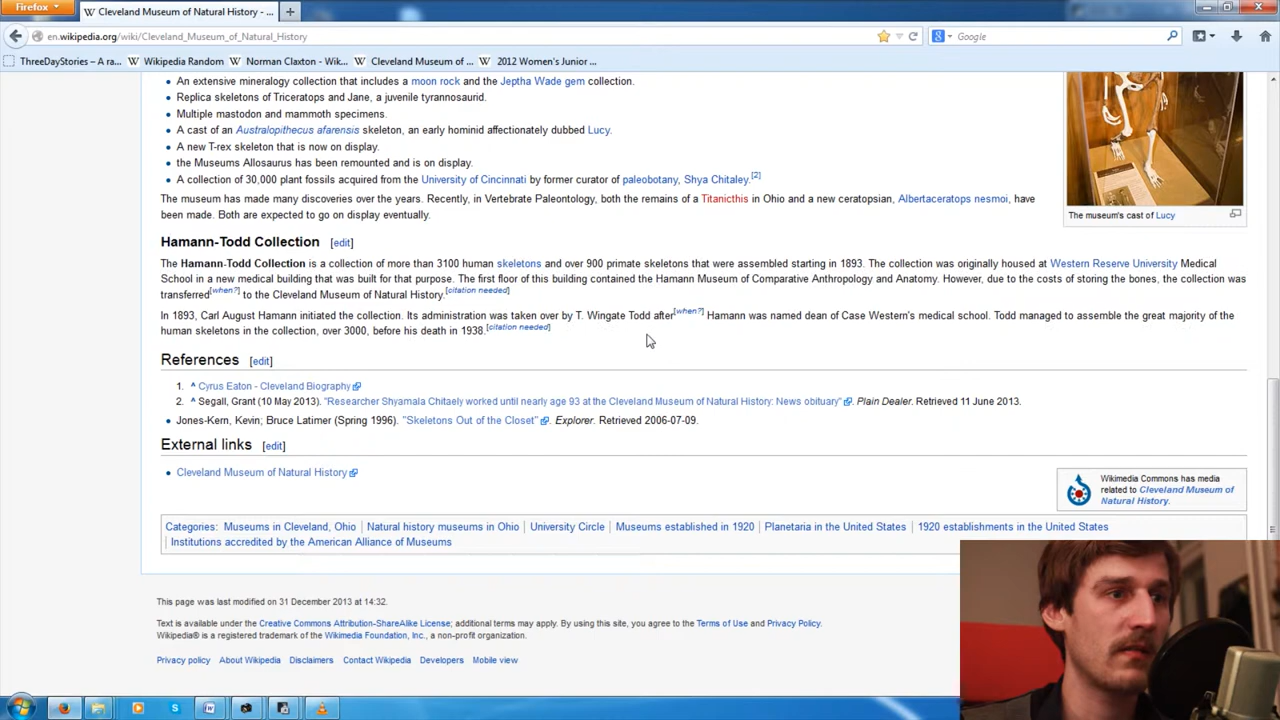 Firefox
Cleveland Museum of Natural History - ...
en.wikipedia.org/wiki/Cleveland_Museum_of_Natural_History
Google
ThreeDayStories – A ra...
Wikipedia Random
Norman Claxton - Wik...
Cleveland Museum of ...
2012 Women's Junior ...
An extensive mineralogy collection that includes a moon rock and the Jeptha Wade gem collection.
Replica skeletons of Triceratops and Jane, a juvenile tyrannosaurid.
Multiple mastodon and mammoth specimens.
A cast of an Australopithecus afarensis skeleton, an early hominid affectionately dubbed Lucy.
A new T-rex skeleton that is now on display.
the Museums Allosaurus has been remounted and is on display.
A collection of 30,000 plant fossils acquired from the University of Cincinnati by former curator of paleobotany, Shya Chitaley.[2]
The museum has made many discoveries over the years. Recently, in Vertebrate Paleontology, both the remains of a Titanicthis in Ohio and a new ceratopsian, Albertaceratops nesmoi, have
been made. Both are expected to go on display eventually.
The museum's cast of Lucy
Hamann-Todd Collection [edit]
The Hamann-Todd Collection is a collection of more than 3100 human skeletons and over 900 primate skeletons that were assembled starting in 1893. The collection was originally housed at Western Reserve University Medical
School in a new medical building that was built for that purpose. The first floor of this building contained the Hamann Museum of Comparative Anthropology and Anatomy. However, due to the costs of storing the bones, the collection was
transferred[when?] to the Cleveland Museum of Natural History.[citation needed]
In 1893, Carl August Hamann initiated the collection. Its administration was taken over by T. Wingate Todd after[when?] Hamann was named dean of Case Western's medical school. Todd managed to assemble the great majority of the
human skeletons in the collection, over 3000, before his death in 1938.[citation needed]
References [edit]
1. ^ Cyrus Eaton - Cleveland Biography
2. ^ Segall, Grant (10 May 2013). "Researcher Shyamala Chitaely worked until nearly age 93 at the Cleveland Museum of Natural History: News obituary". Plain Dealer. Retrieved 11 June 2013.
Jones-Kern, Kevin; Bruce Latimer (Spring 1996). "Skeletons Out of the Closet". Explorer. Retrieved 2006-07-09.
External links [edit]
Cleveland Museum of Natural History
Wikimedia Commons has media
related to Cleveland Museum of
Natural History.
Categories: Museums in Cleveland, Ohio | Natural history museums in Ohio | University Circle | Museums established in 1920 | Planetaria in the United States | 1920 establishments in the United States
| Institutions accredited by the American Alliance of Museums
This page was last modified on 31 December 2013 at 14:32.
Text is available under the Creative Commons Attribution-ShareAlike License; additional terms may apply. By using this site, you agree to the Terms of Use and Privacy Policy.
Wikipedia® is a registered trademark of the Wikimedia Foundation, Inc., a non-profit organization.
Privacy policy About Wikipedia Disclaimers Contact Wikipedia Developers Mobile view